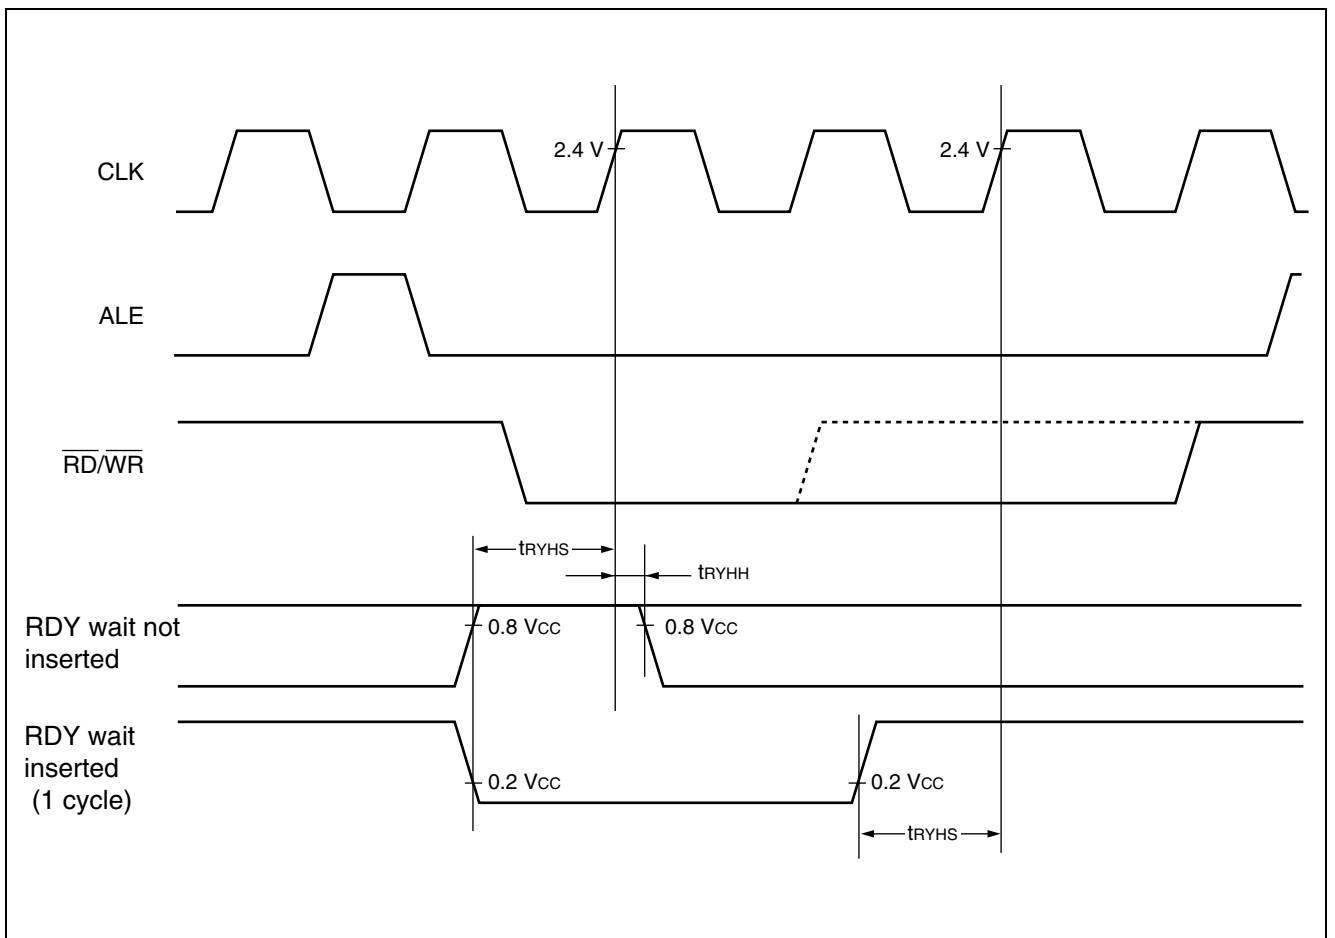 2.4 V
2.4 V
CLK
ALE
RD/WR
tRYHS
tRYHH
RDY wait not
inserted
0.8 VCC
0.8 VCC
RDY wait
inserted
(1 cycle)
0.2 VCC
0.2 VCC
tRYHS